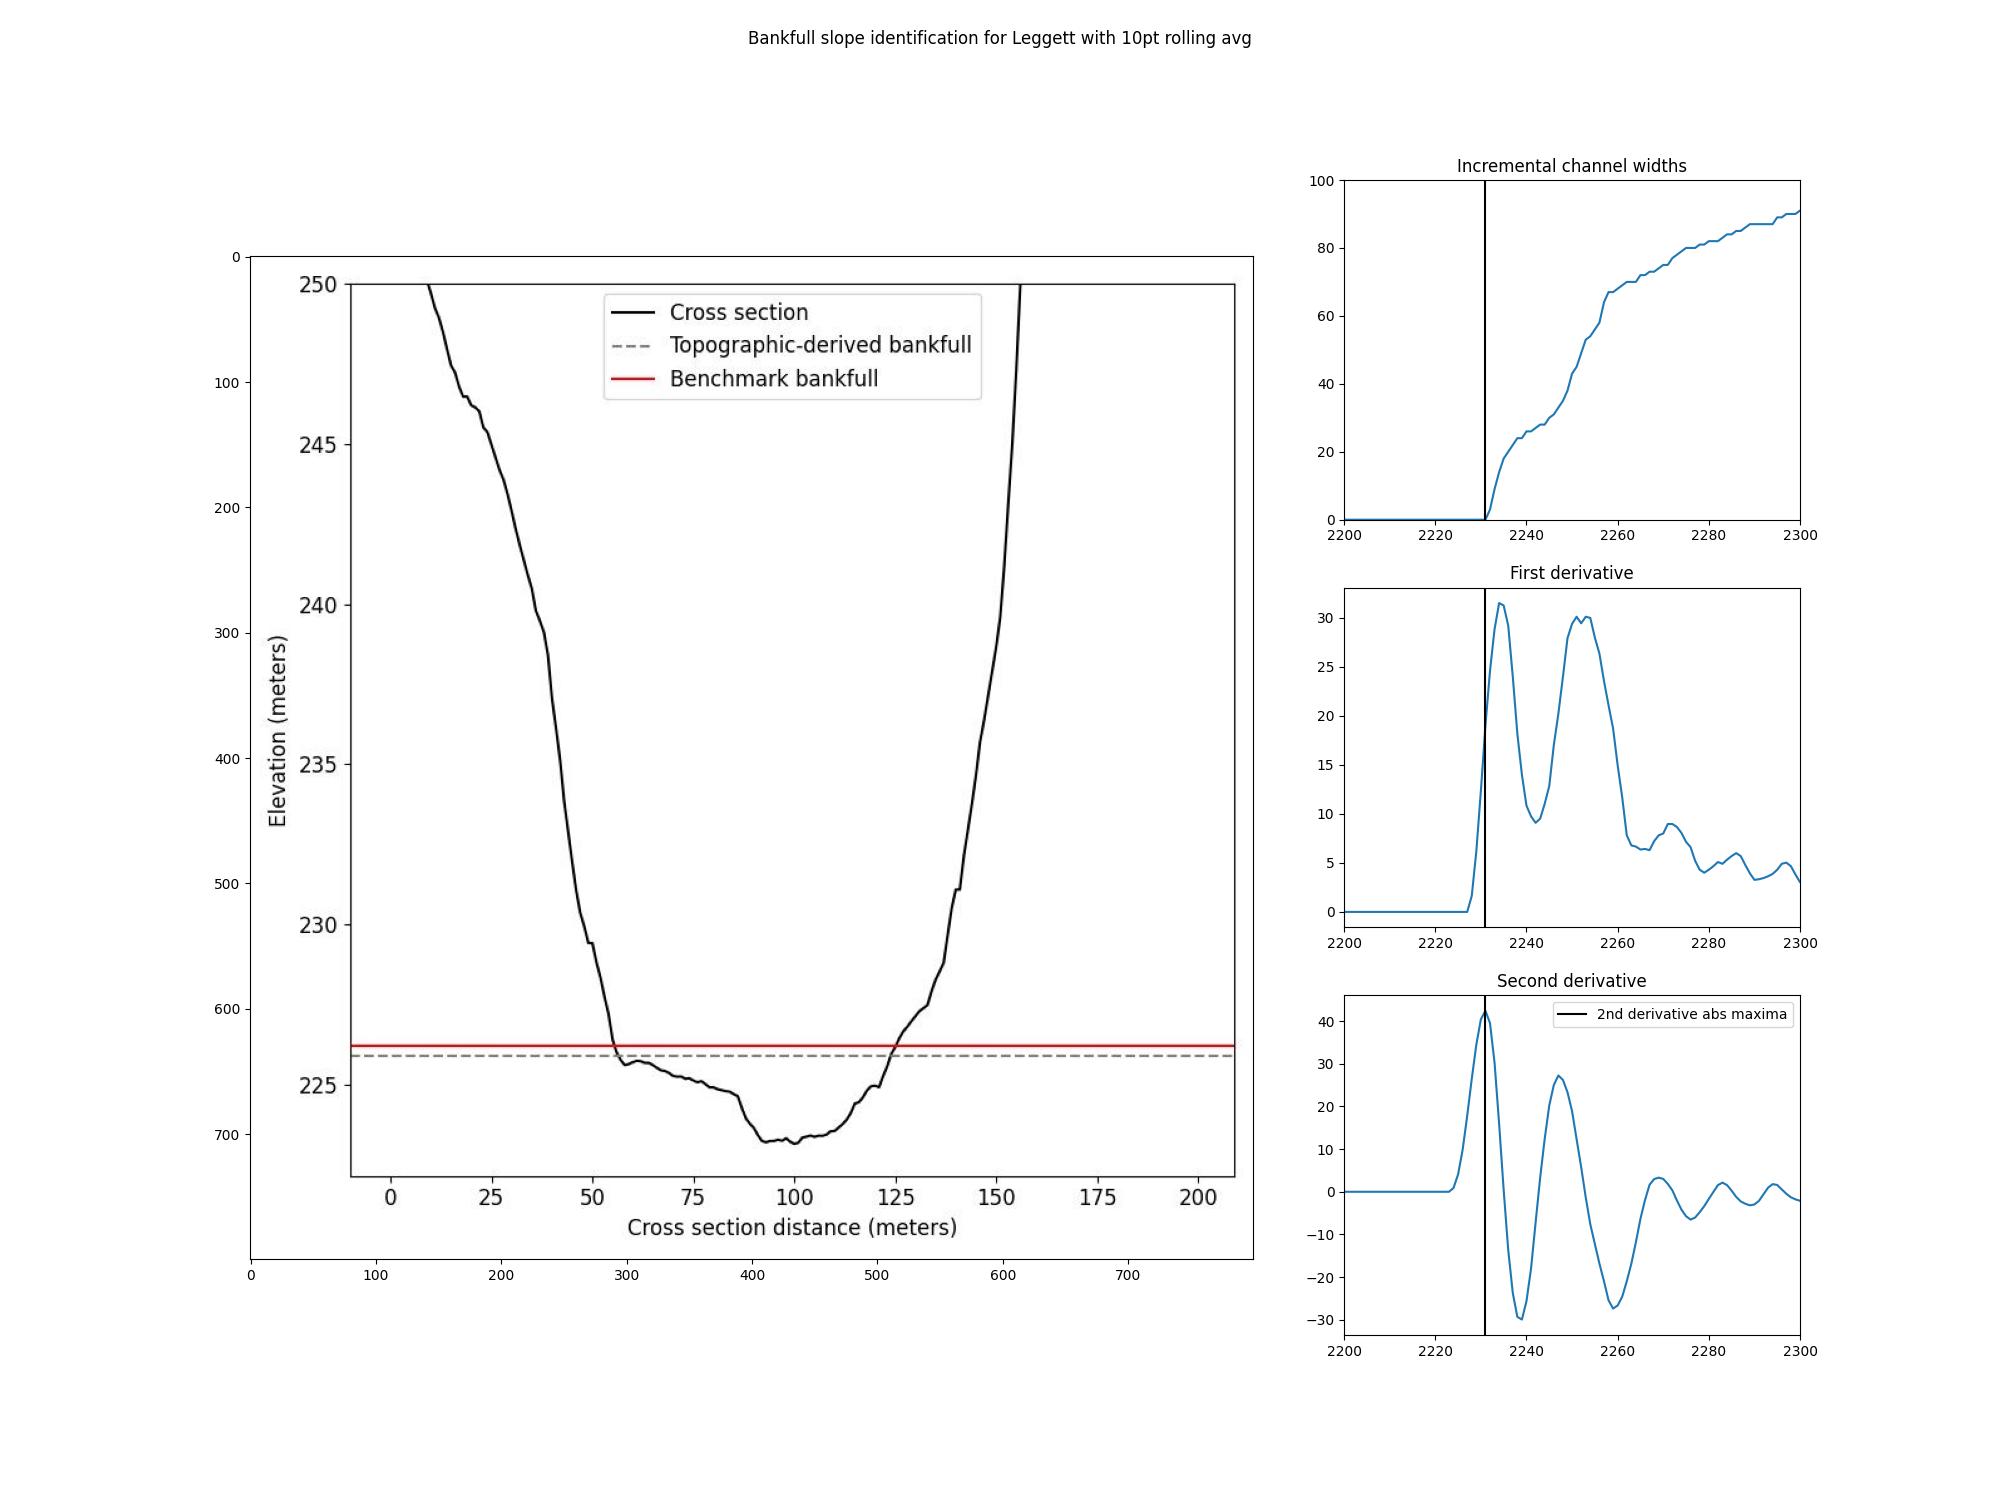 Bankfull slope identification for Leggett with 10pt rolling avg
0
100
200
300
400
500
600
700
250
245
240
235
230
225
Elevation (meters)
Cross section
Topographic-derived bankfull
Benchmark bankfull
0 25 50 75 100 125 150 175 200
Cross section distance (meters)
0 100 200 300 400 500 600 700
Incremental channel widths
100
80
60
40
20
0
2200 2220 2240 2260 2280 2300
First derivative
30
25
20
15
10
5
0
2200 2220 2240 2260 2280 2300
Second derivative
2nd derivative abs maxima
40
30
20
10
0
−10
−20
−30
2200 2220 2240 2260 2280 2300